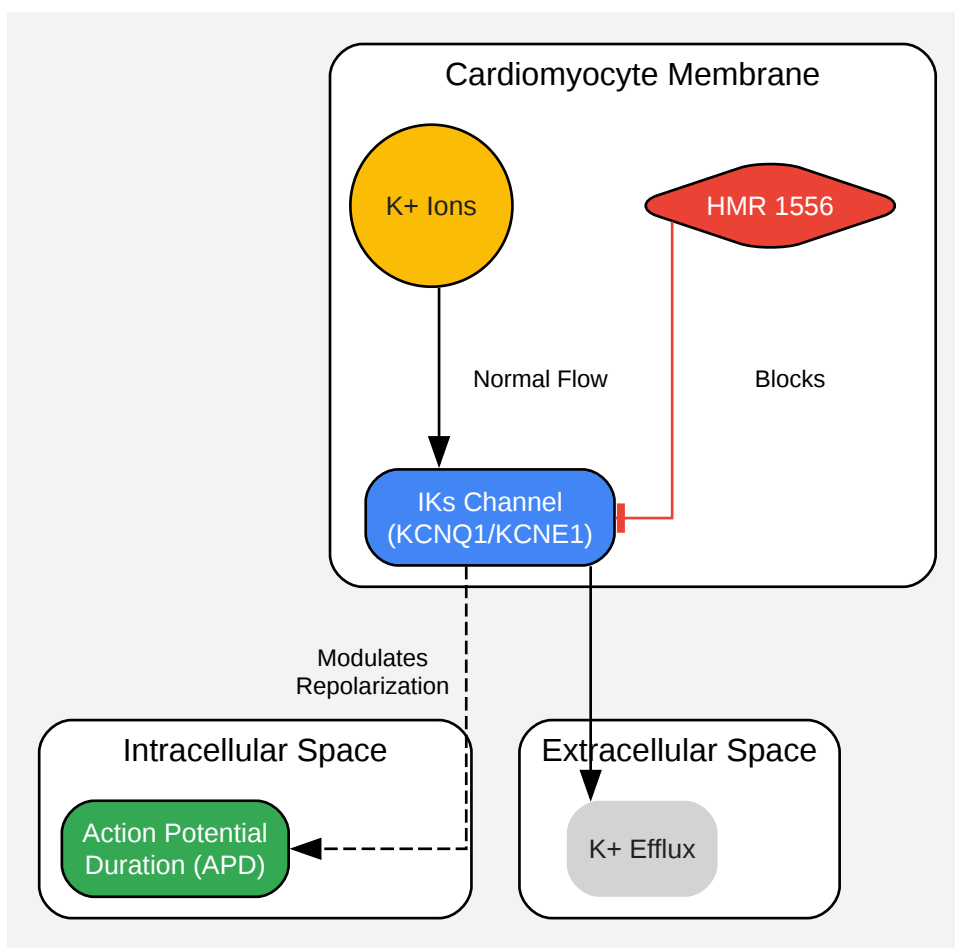 Cardiomyocyte Membrane
K+ Ions
HMR 1556
Normal Flow
Blocks
IKs Channel
(KCNQ1/KCNE1)
Modulates
Repolarization
Intracellular Space
Extracellular Space
Action Potential
Duration (APD)
K+ Efflux